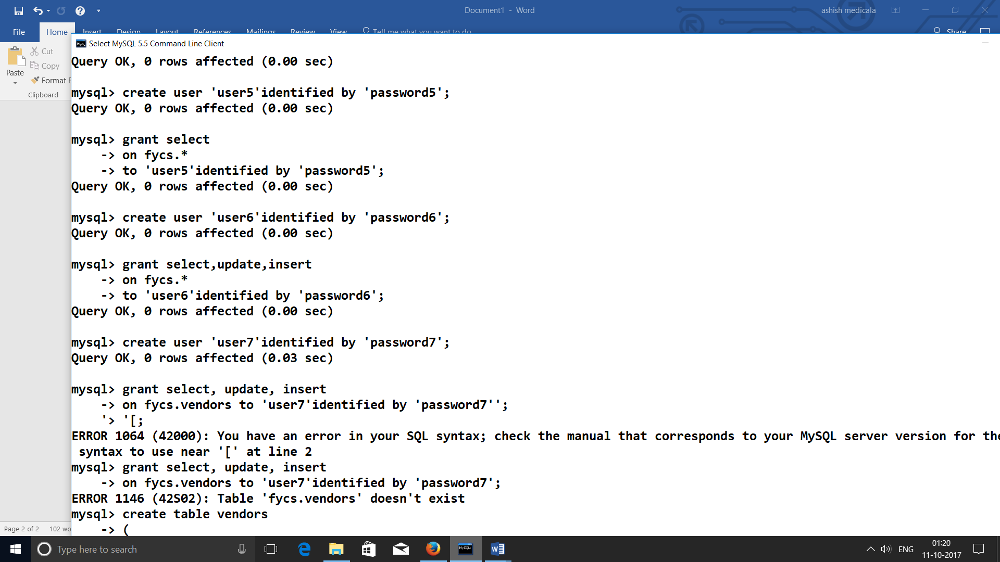 Document1 - Word
ashish medicala
File Home Insert Design Layout References Mailings Review View Tell me what you want to do Share
Select MySQL 5.5 Command Line Client
Cut
Copy
Paste
Format
Clipboard
Query OK, 0 rows affected (0.00 sec)
mysql> create user 'user5'identified by 'password5';
Query OK, 0 rows affected (0.00 sec)
mysql> grant select
-> on fycs.*
-> to 'user5'identified by 'password5';
Query OK, 0 rows affected (0.00 sec)
mysql> create user 'user6'identified by 'password6';
Query OK, 0 rows affected (0.00 sec)
mysql> grant select,update,insert
-> on fycs.*
-> to 'user6'identified by 'password6';
Query OK, 0 rows affected (0.00 sec)
mysql> create user 'user7'identified by 'password7';
Query OK, 0 rows affected (0.03 sec)
mysql> grant select, update, insert
-> on fycs.vendors to 'user7'identified by 'password7'';
'> '[;
ERROR 1064 (42000): You have an error in your SQL syntax; check the manual that corresponds to your MySQL server version for the
syntax to use near '[' at line 2
mysql> grant select, update, insert
-> on fycs.vendors to 'user7'identified by 'password7';
ERROR 1146 (42S02): Table 'fycs.vendors' doesn't exist
mysql> create table vendors
-> (
Page 2 of 2 102 wo
Type here to search
ENG
01:20
11-10-2017